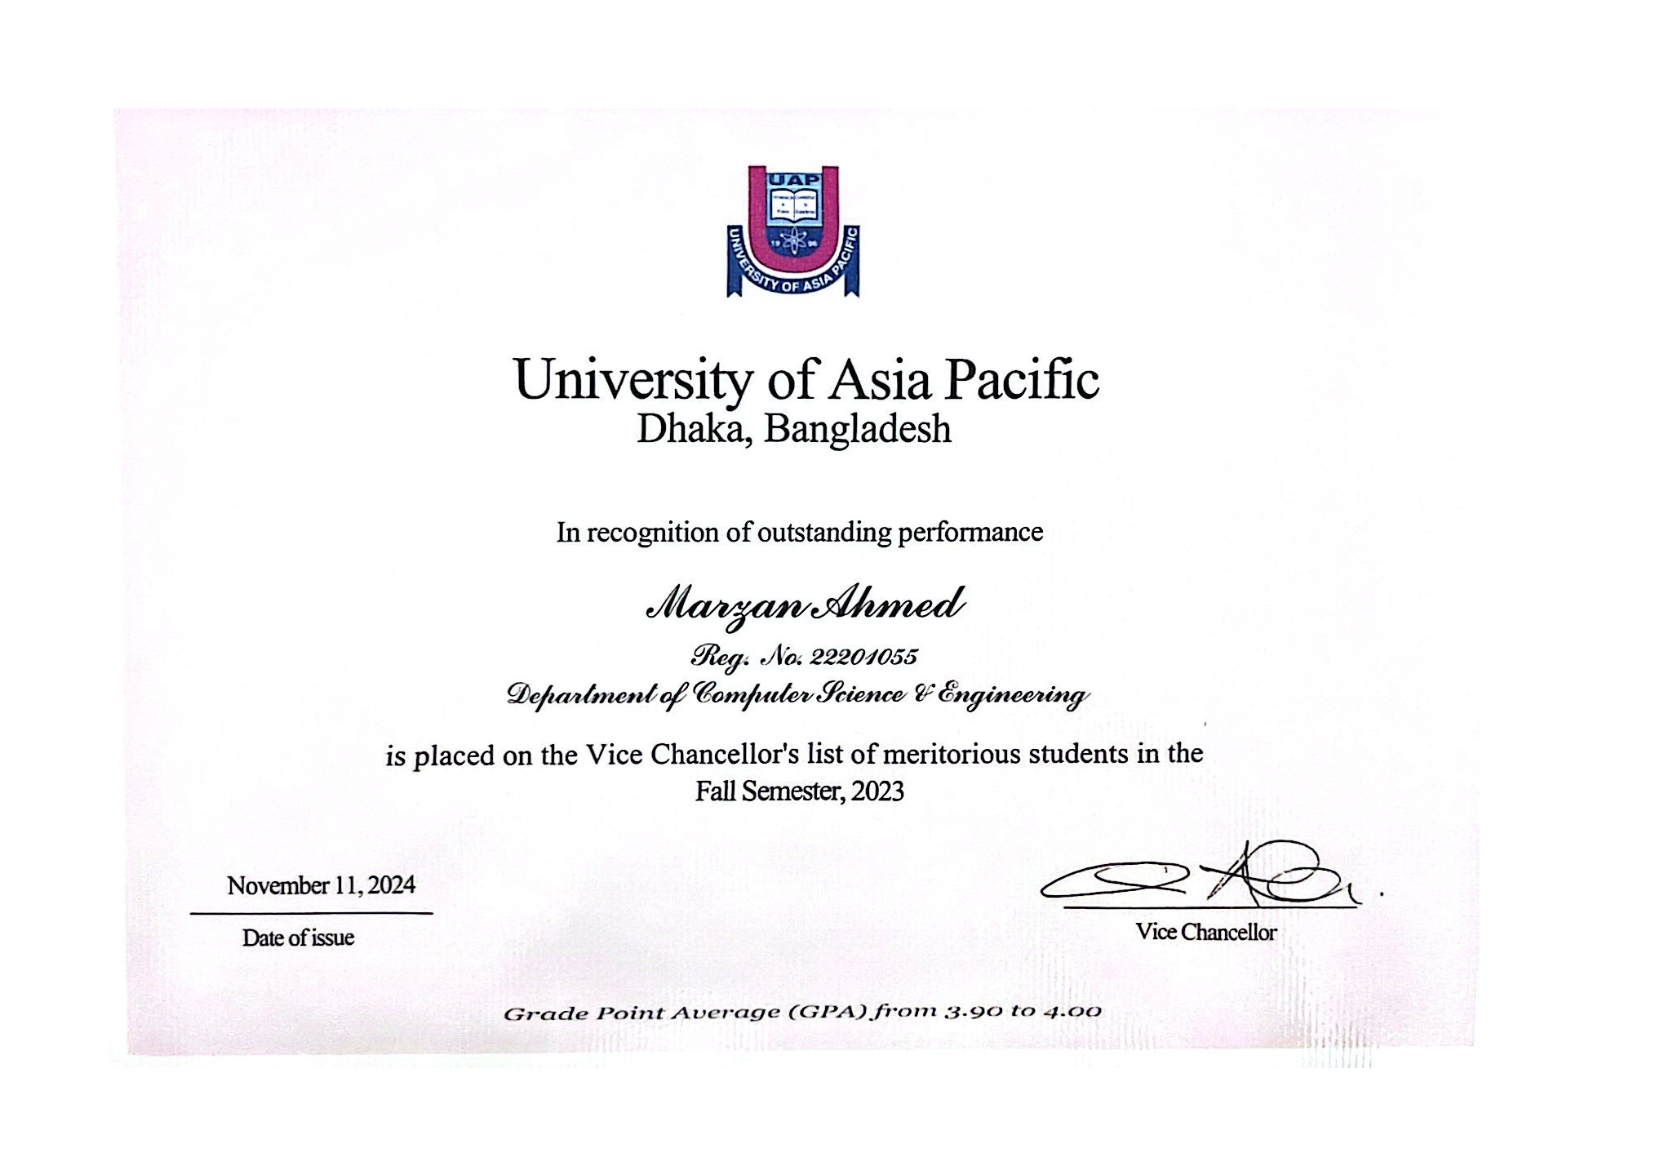 UAP
19 96
UNIVERSITY OF ASIA PACIFIC
University of Asia Pacific
Dhaka, Bangladesh
In recognition of outstanding performance
Marzan Ahmed
Reg. No. 22201055
Department of Computer Science & Engineering
is placed on the Vice Chancellor's list of meritorious students in the
Fall Semester, 2023
November 11, 2024
Date of issue
Vice Chancellor
Grade Point Average (GPA) from 3.90 to 4.00